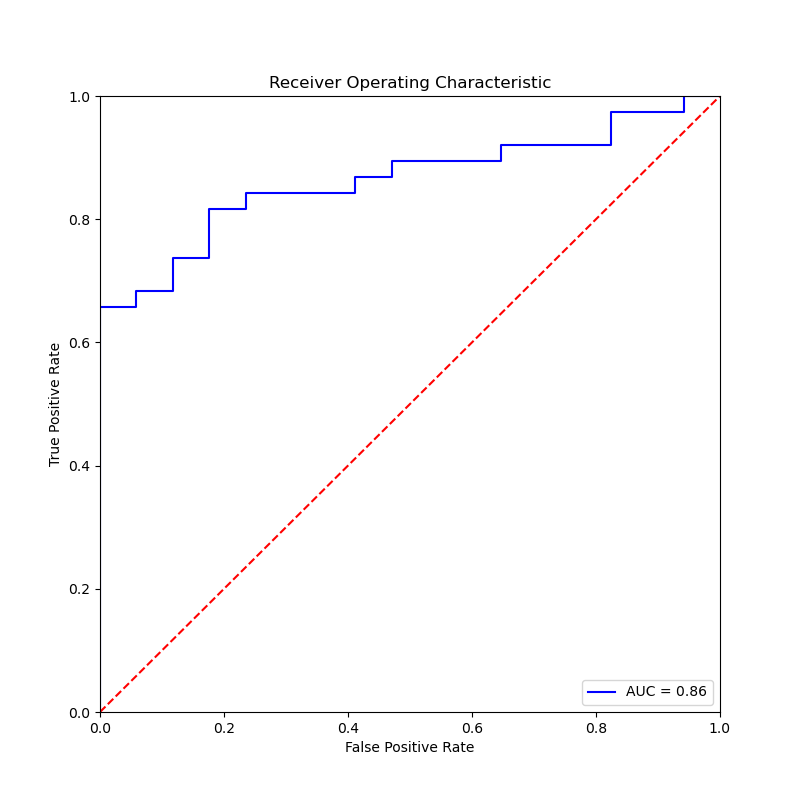 Receiver Operating Characteristic
1.0
0.8
0.6
0.4
0.2
0.0
True Positive Rate
AUC = 0.86
0.0 0.2 0.4 0.6 0.8 1.0
False Positive Rate